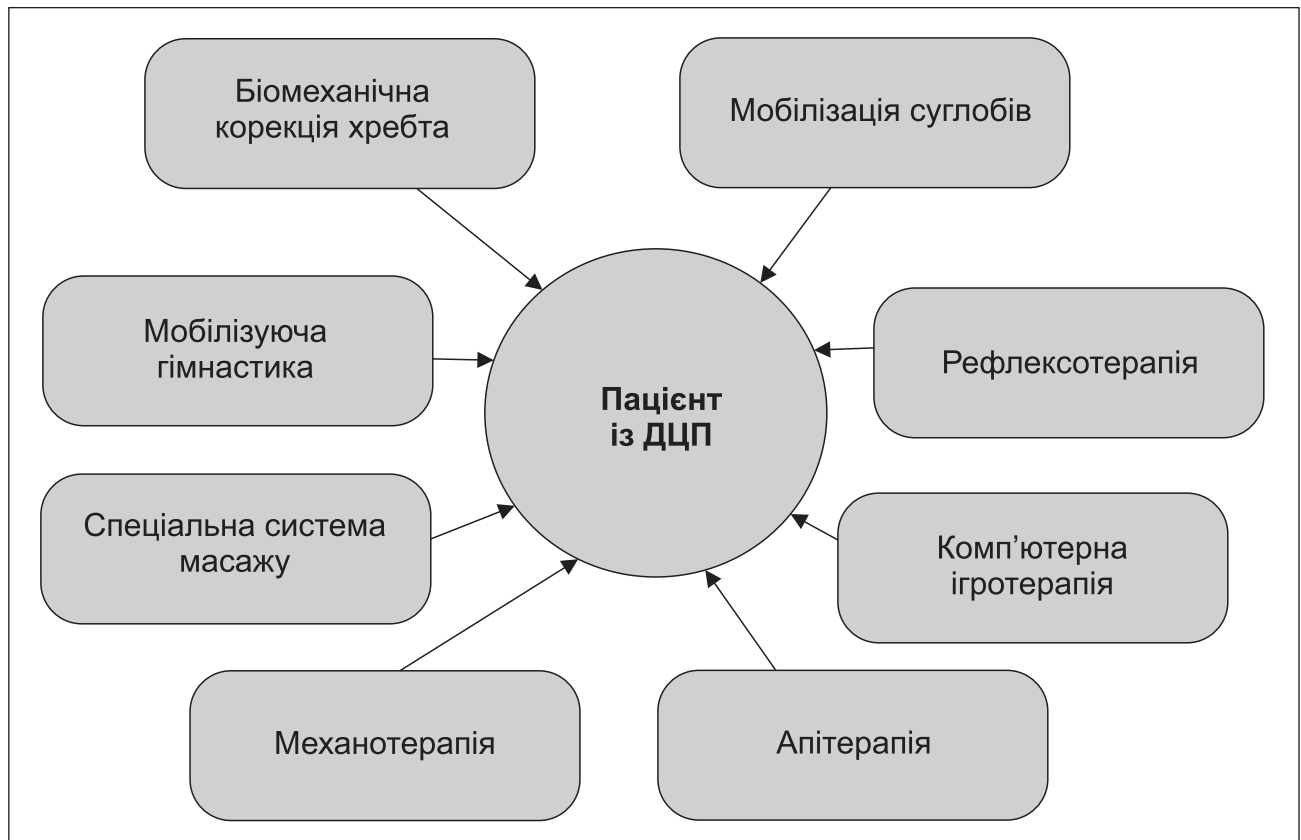 Біомеханічна
корекція хребта
Мобілізація суглобів
Мобілізуюча
гімнастика
Пацієнт
із ДЦП
Рефлексотерапія
Спеціальна система
масажу
Комп’ютерна
ігротерапія
Механотерапія
Апітерапія